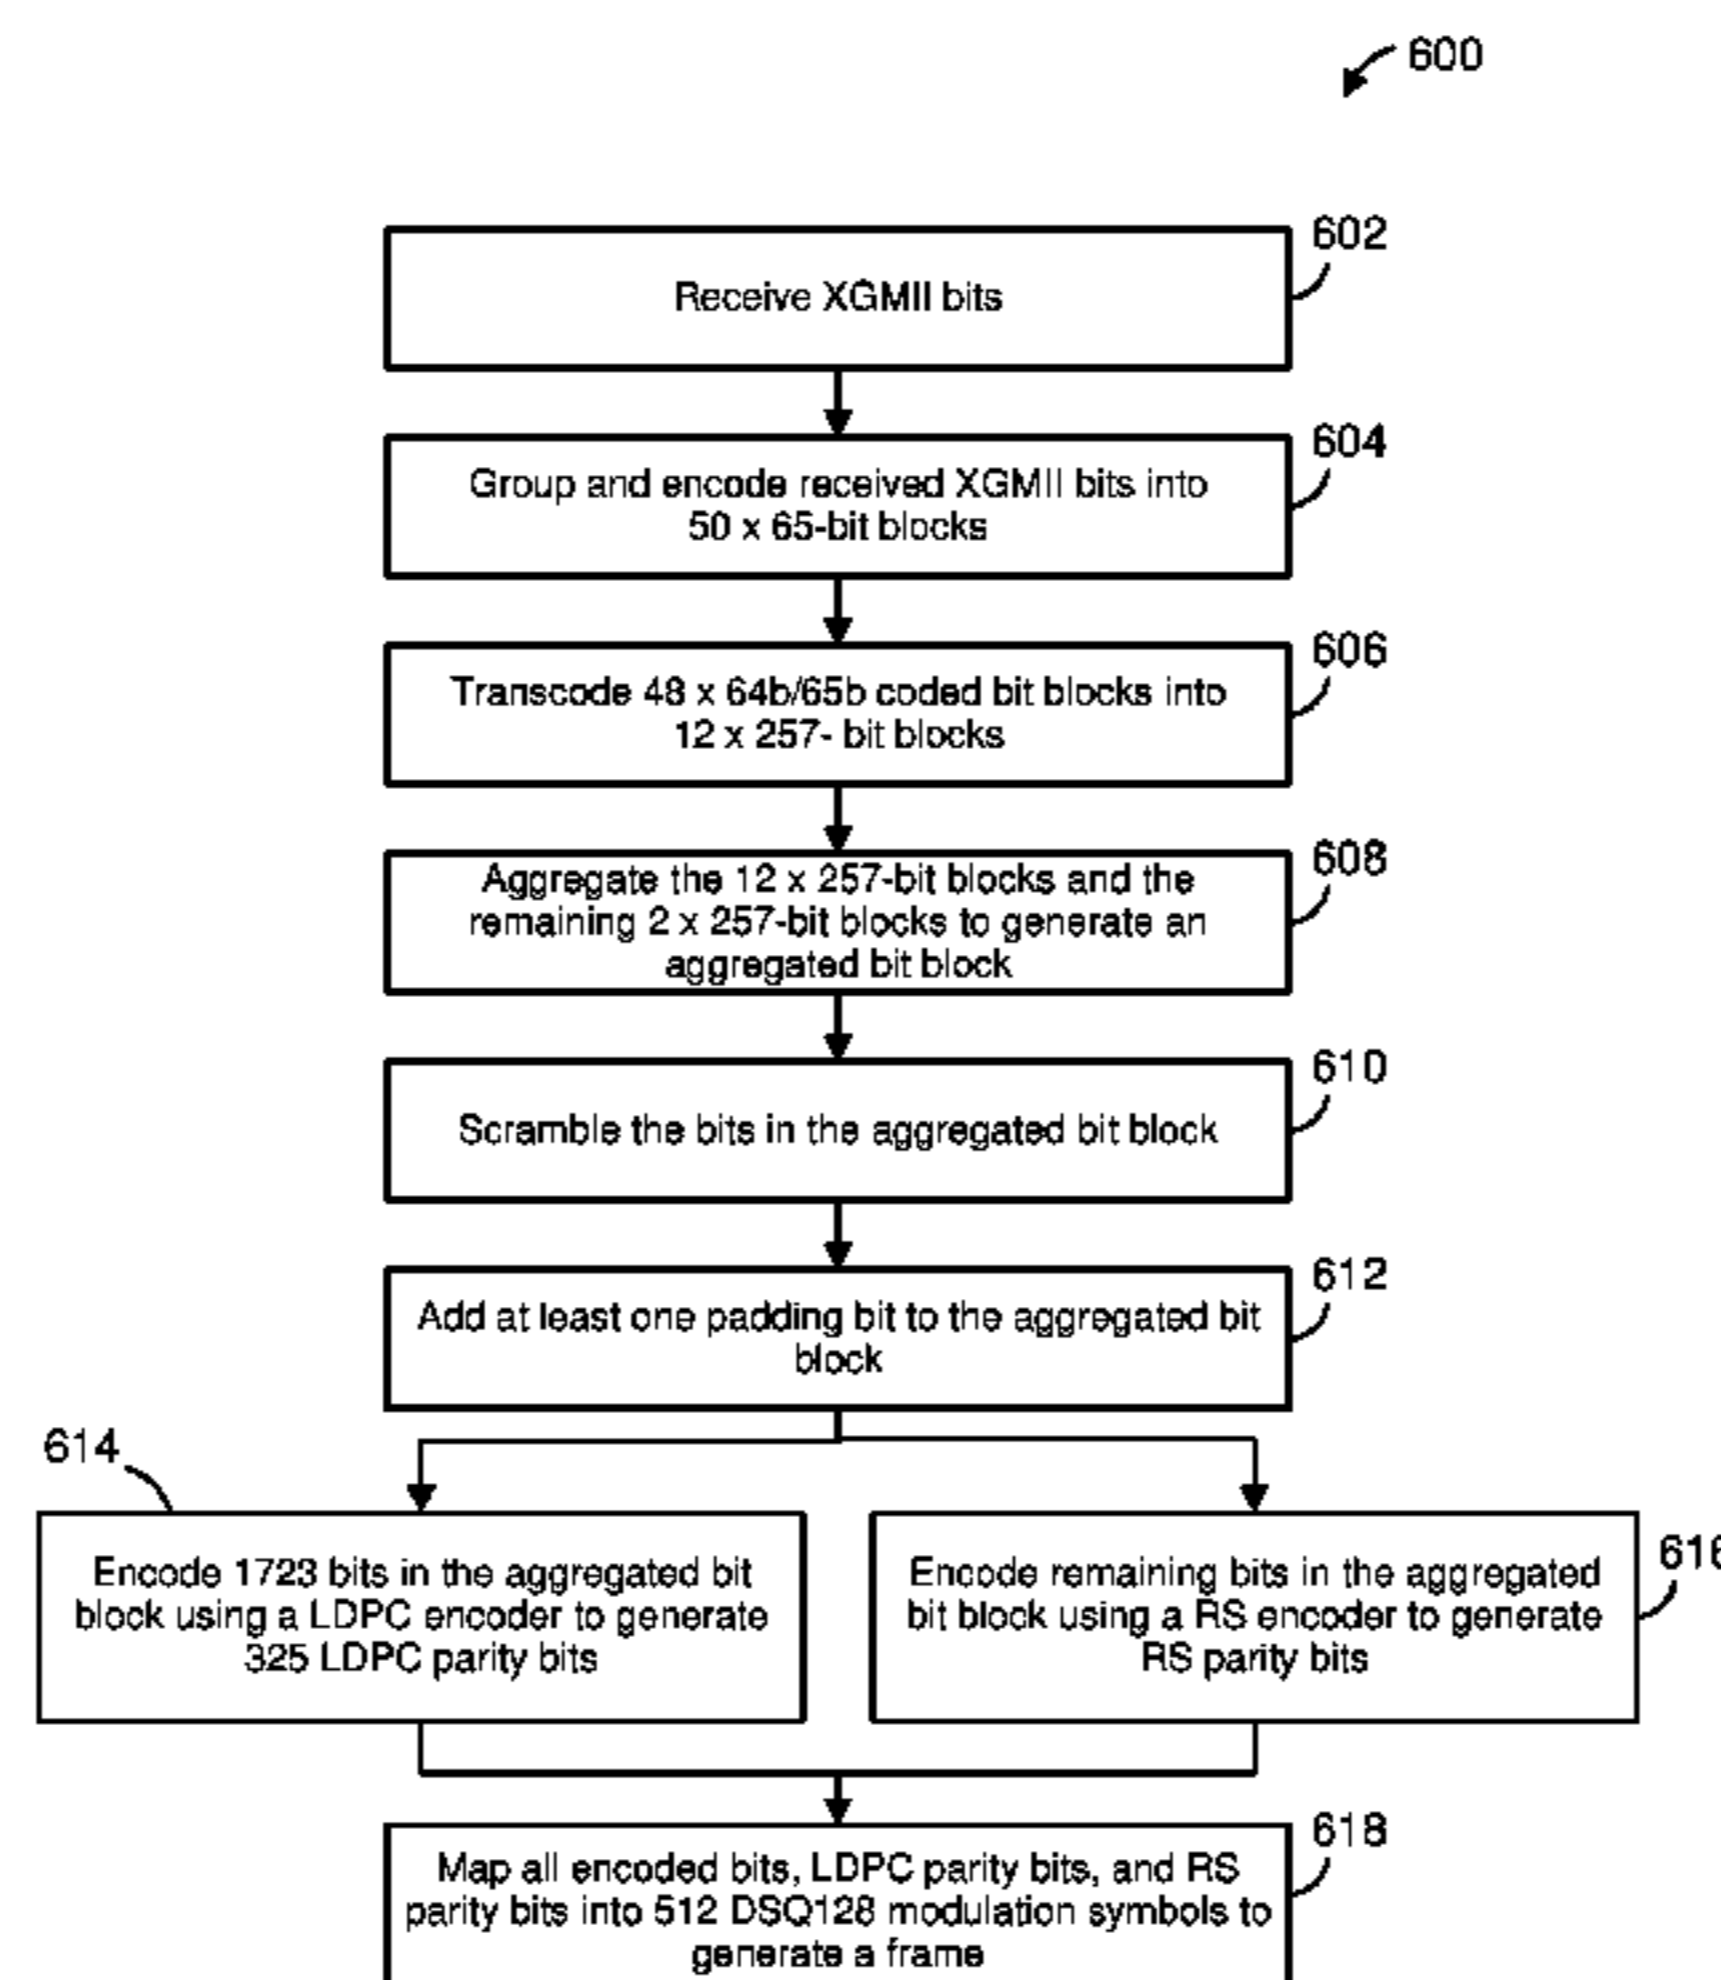 600
602
Receive XGMII bits
604
Group and encode received XGMII bits into
50 x 65-bit blocks
606
Transcode 48 x 64b/65b coded bit blocks into
12 x 257- bit blocks
608
Aggregate the 12 x 257-bit blocks and the
remaining 2 x 257-bit blocks to generate an
aggregated bit block
610
Scramble the bits in the aggregated bit block
612
Add at least one padding bit to the aggregated bit
block
614
Encode 1723 bits in the aggregated bit
block using a LDPC encoder to generate
325 LDPC parity bits
616
Encode remaining bits in the aggregated
bit block using a RS encoder to generate
RS parity bits
618
Map all encoded bits, LDPC parity bits, and RS
parity bits into 512 DSQ128 modulation symbols to
generate a frame